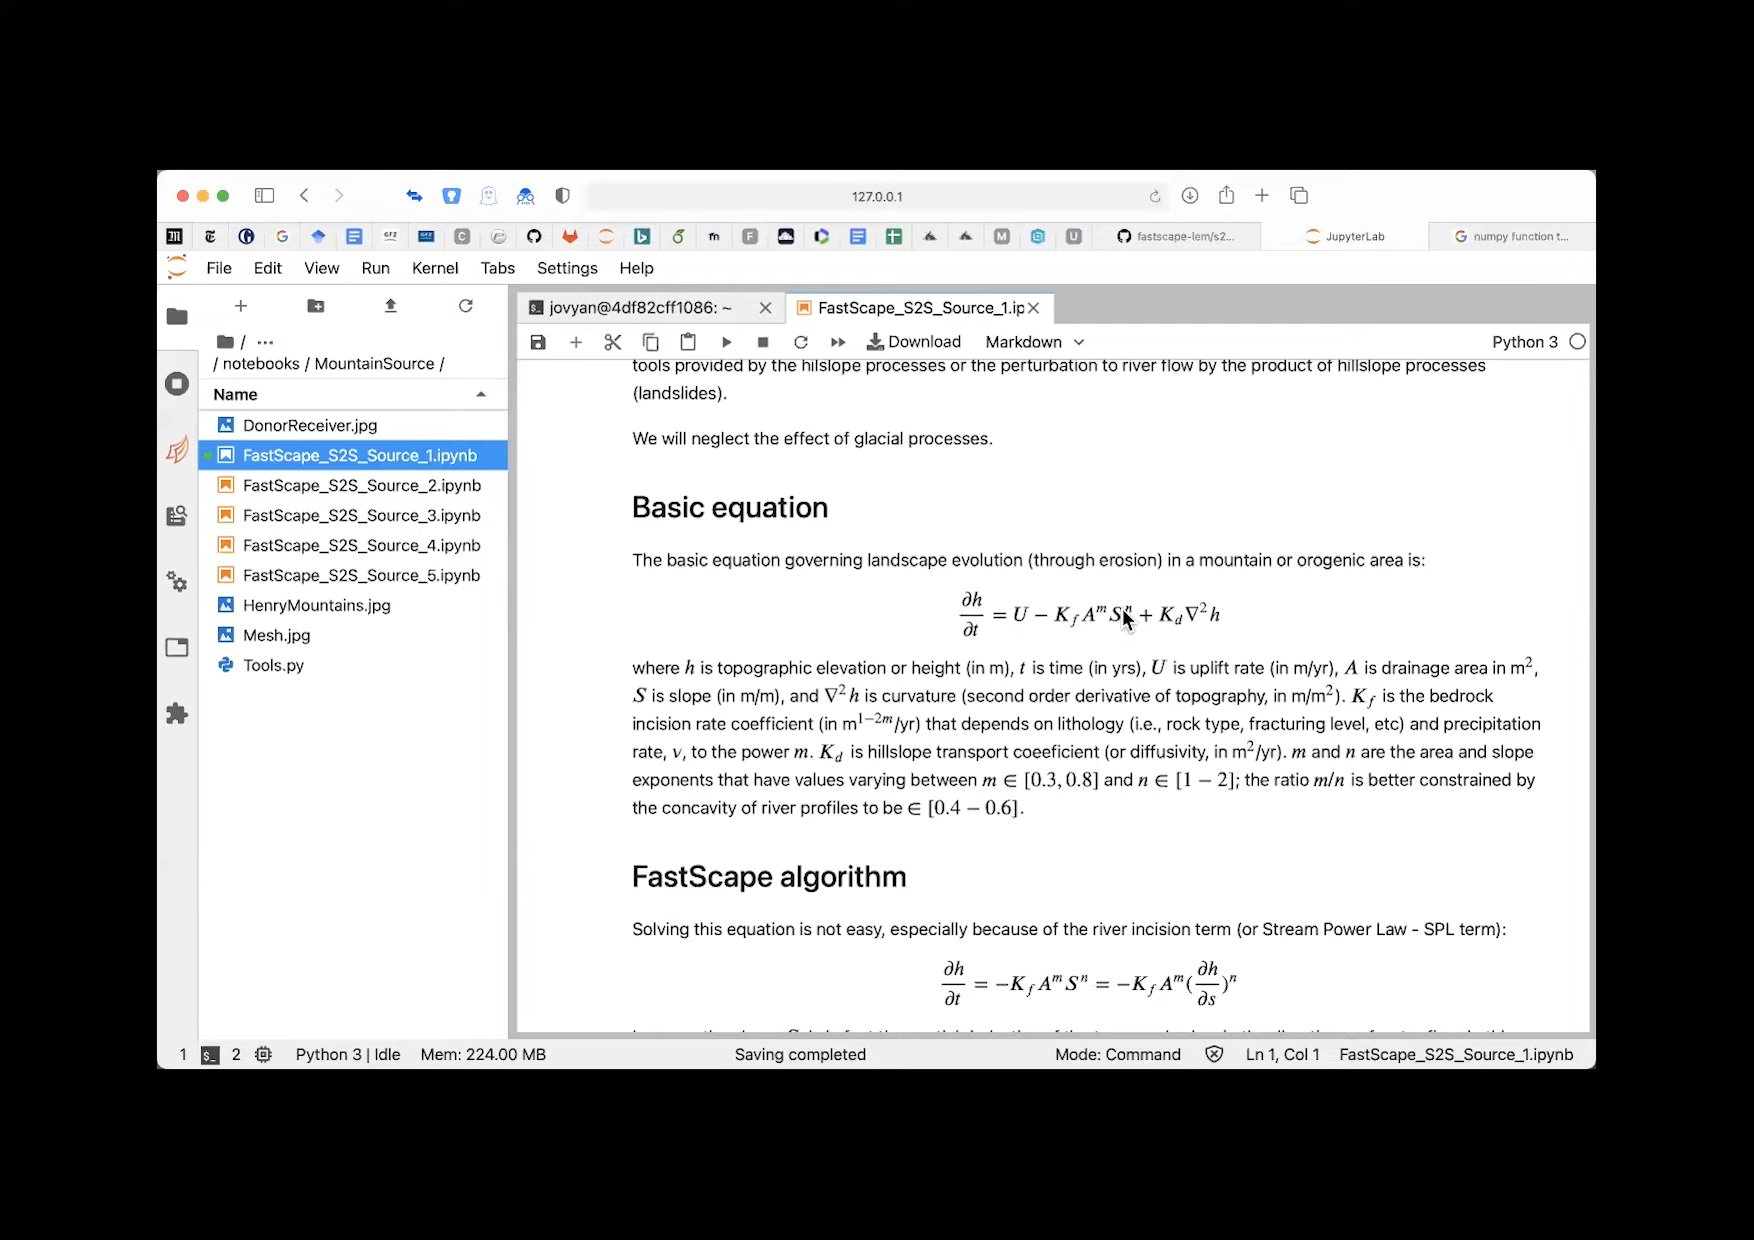 127.0.0.1
fastscape-lem/s2...
JupyterLab
numpy function t...
File Edit View Run Kernel Tabs Settings Help
jovyan@4df82cff1086: ~
FastScape_S2S_Source_1.ip
Download
Markdown
Python 3
/ ...
/ notebooks / MountainSource /
Name
DonorReceiver.jpg
FastScape_S2S_Source_1.ipynb
FastScape_S2S_Source_2.ipynb
FastScape_S2S_Source_3.ipynb
FastScape_S2S_Source_4.ipynb
FastScape_S2S_Source_5.ipynb
HenryMountains.jpg
Mesh.jpg
Tools.py
tools provided by the hilslope processes or the perturbation to river flow by the product of hillslope processes
(landslides).
We will neglect the effect of glacial processes.
Basic equation
The basic equation governing landscape evolution (through erosion) in a mountain or orogenic area is:
∂h/∂t = U − K_f A^m S^n + K_d ∇²h
where h is topographic elevation or height (in m), t is time (in yrs), U is uplift rate (in m/yr), A is drainage area in m²,
S is slope (in m/m), and ∇²h is curvature (second order derivative of topography, in m/m²). K_f is the bedrock
incision rate coefficient (in m^{1−2m}/yr) that depends on lithology (i.e., rock type, fracturing level, etc) and precipitation
rate, ν, to the power m. K_d is hillslope transport coeeficient (or diffusivity, in m²/yr). m and n are the area and slope
exponents that have values varying between m ∈ [0.3, 0.8] and n ∈ [1 − 2]; the ratio m/n is better constrained by
the concavity of river profiles to be ∈ [0.4 − 0.6].
FastScape algorithm
Solving this equation is not easy, especially because of the river incision term (or Stream Power Law - SPL term):
∂h/∂t = −K_f A^m S^n = −K_f A^m (∂h/∂s)^n
1 2 Python 3 | Idle Mem: 224.00 MB Saving completed Mode: Command Ln 1, Col 1 FastScape_S2S_Source_1.ipynb